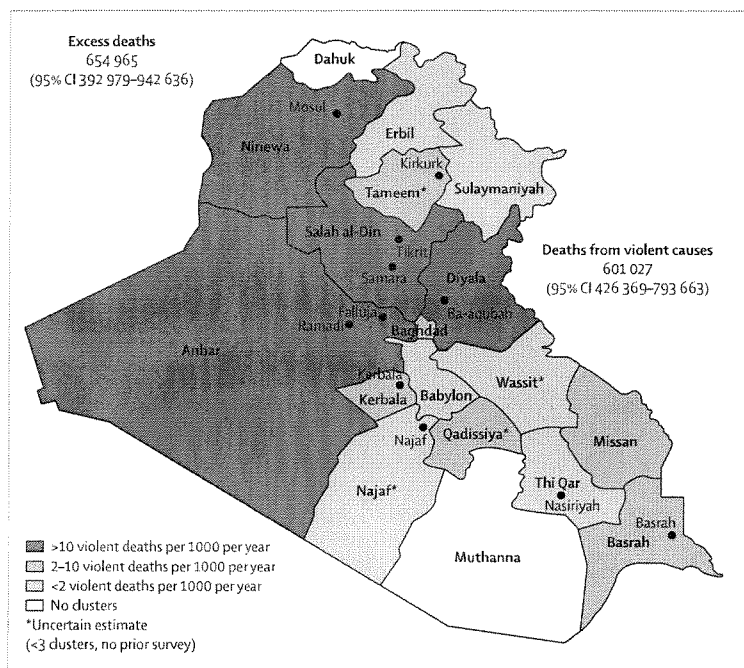 Excess deaths
654 965
(95% CI 392 979–942 636)
Dahuk
Mosul
Ninewa
Erbil
Kirkurk
Tameem*
Sulaymaniyah
Salah al-Din
Tikrit
Samara
Diyala
Ba-aqubah
Deaths from violent causes
601 027
(95% CI 426 369–793 663)
Falluja
Ramadi
Baghdad
Anbar
Kerbala
Kerbala
Babylon
Wassit*
Najaf
Qadissiya*
Missan
Najaf*
Thi Qar
Nasiriyah
Basrah
Basrah
Muthanna
>10 violent deaths per 1000 per year
2–10 violent deaths per 1000 per year
<2 violent deaths per 1000 per year
No clusters
*Uncertain estimate
(<3 clusters, no prior survey)